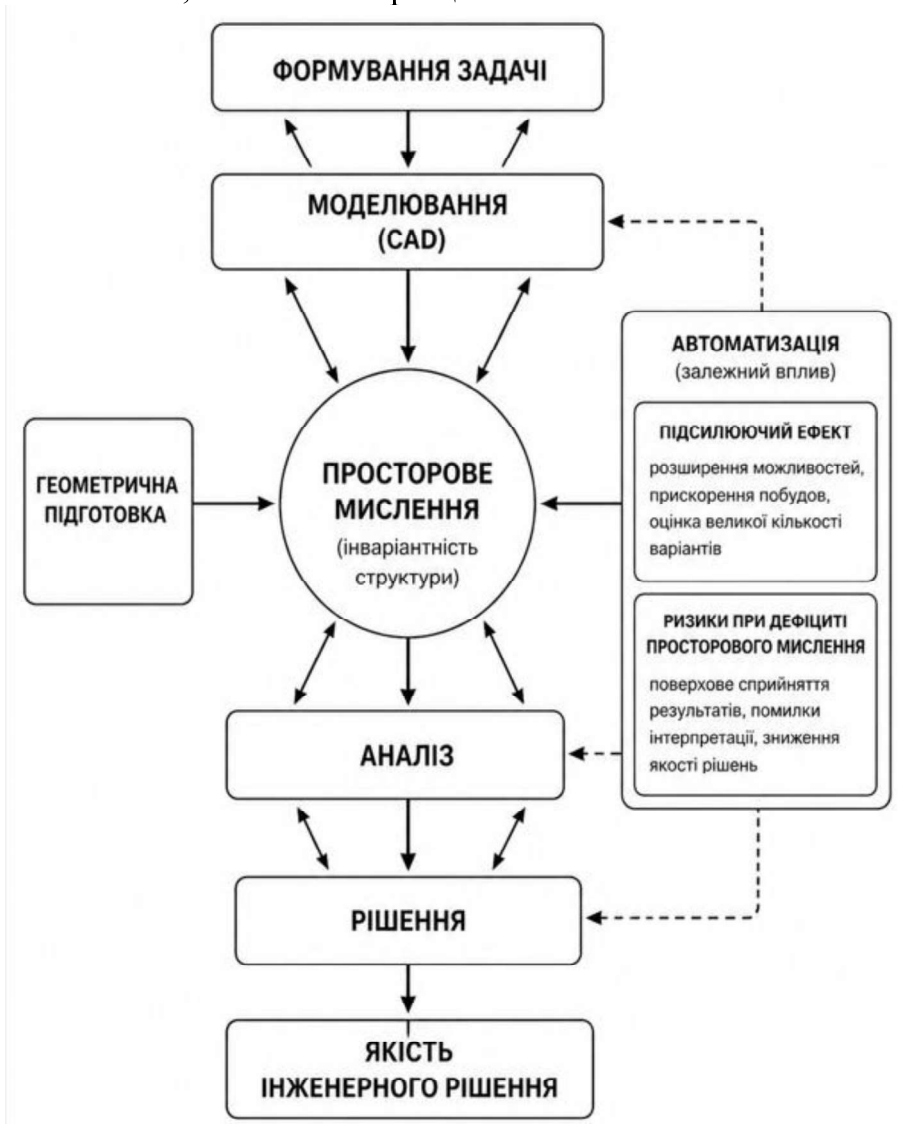 ФОРМУВАННЯ ЗАДАЧІ
МОДЕЛЮВАННЯ
(CAD)
АВТОМАТИЗАЦІЯ
(залежний вплив)
ПІДСИЛЮЮЧИЙ ЕФЕКТ
розширення можливостей,
прискорення побудов,
оцінка великої кількості
варіантів
РИЗИКИ ПРИ ДЕФІЦИТІ
ПРОСТОРОВОГО МИСЛЕННЯ
поверхове сприйняття
результатів, помилки
інтерпретації, зниження
якості рішень
ГЕОМЕТРИЧНА
ПІДГОТОВКА
ПРОСТОРОВЕ
МИСЛЕННЯ
(інваріантність
структури)
АНАЛІЗ
РІШЕННЯ
ЯКІСТЬ
ІНЖЕНЕРНОГО РІШЕННЯ